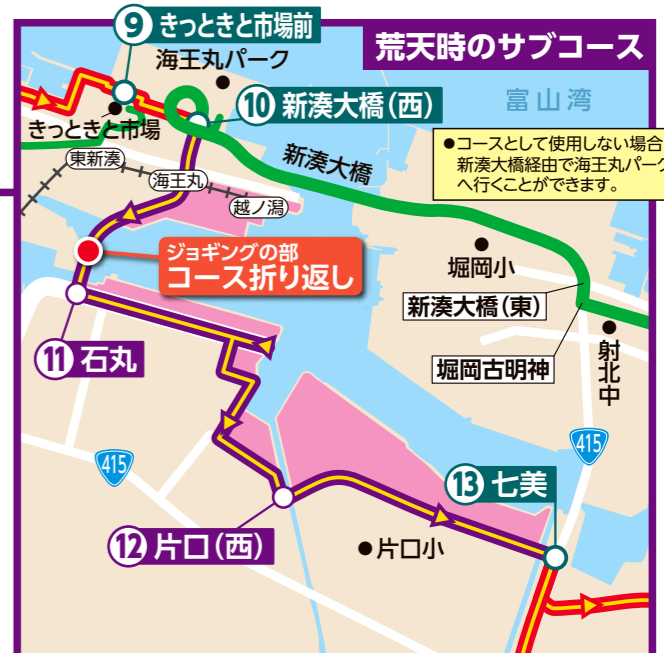 荒天時のサブコース
⑨ きっときと市場前
海王丸パーク
⑩ 新湊大橋(西)
富山湾
きっときと市場
●コースとして使用しない場合
新湊大橋経由で海王丸パーク
へ行くことができます。
新湊大橋
東新湊
海王丸
越ノ潟
ジョギングの部
コース折り返し
堀岡小
新湊大橋(東)
⑪ 石丸
堀岡古明神
射北中
415
415
⑬ 七美
⑫ 片口(西)
片口小